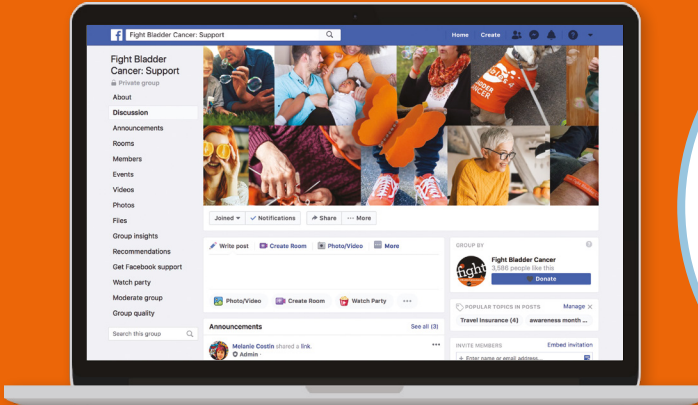 Fight Bladder Cancer: Support
Home Create
Fight Bladder
Cancer: Support
Private group
About
Discussion
Announcements
Rooms
Members
Events
Videos
Photos
Files
Group insights
Recommendations
Get Facebook support
Watch party
Moderate group
Group quality
Search this group
Joined Notifications Share ··· More
Write post Create Room Photo/Video More
Photo/Video Create Room Watch Party ···
Announcements See all (3)
Melanie Costin shared a link.
Admin ·
GROUP BY
fight
Fight Bladder Cancer
3,586 people like this
Donate
POPULAR TOPICS IN POSTS Manage
Travel Insurance (4) awareness month ...
INVITE MEMBERS Embed invitation
+ Enter name or email address...